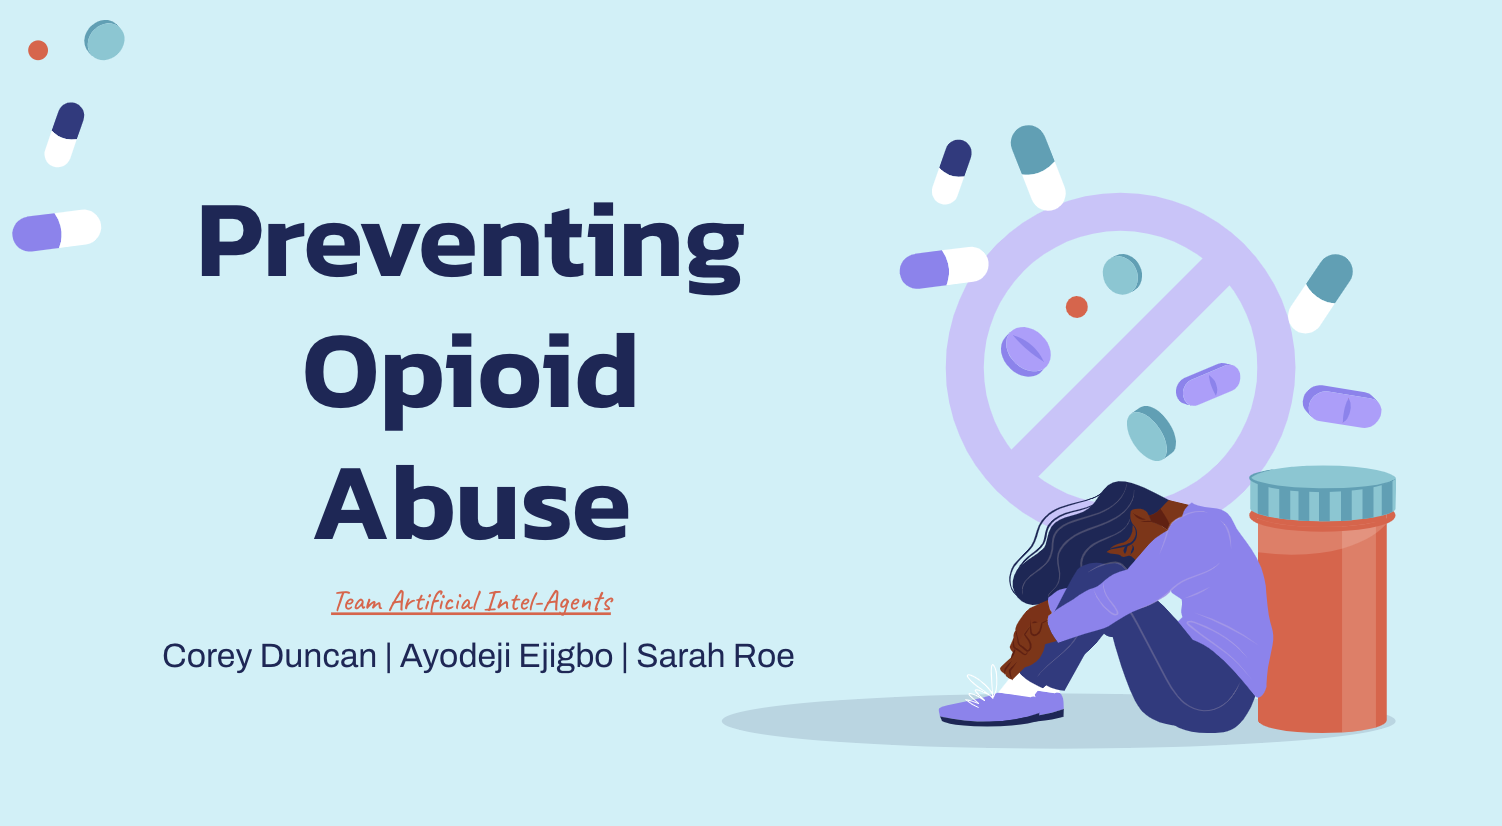 Preventing
Opioid
Abuse
Team Artificial Intel-Agents
Corey Duncan | Ayodeji Ejigbo | Sarah Roe